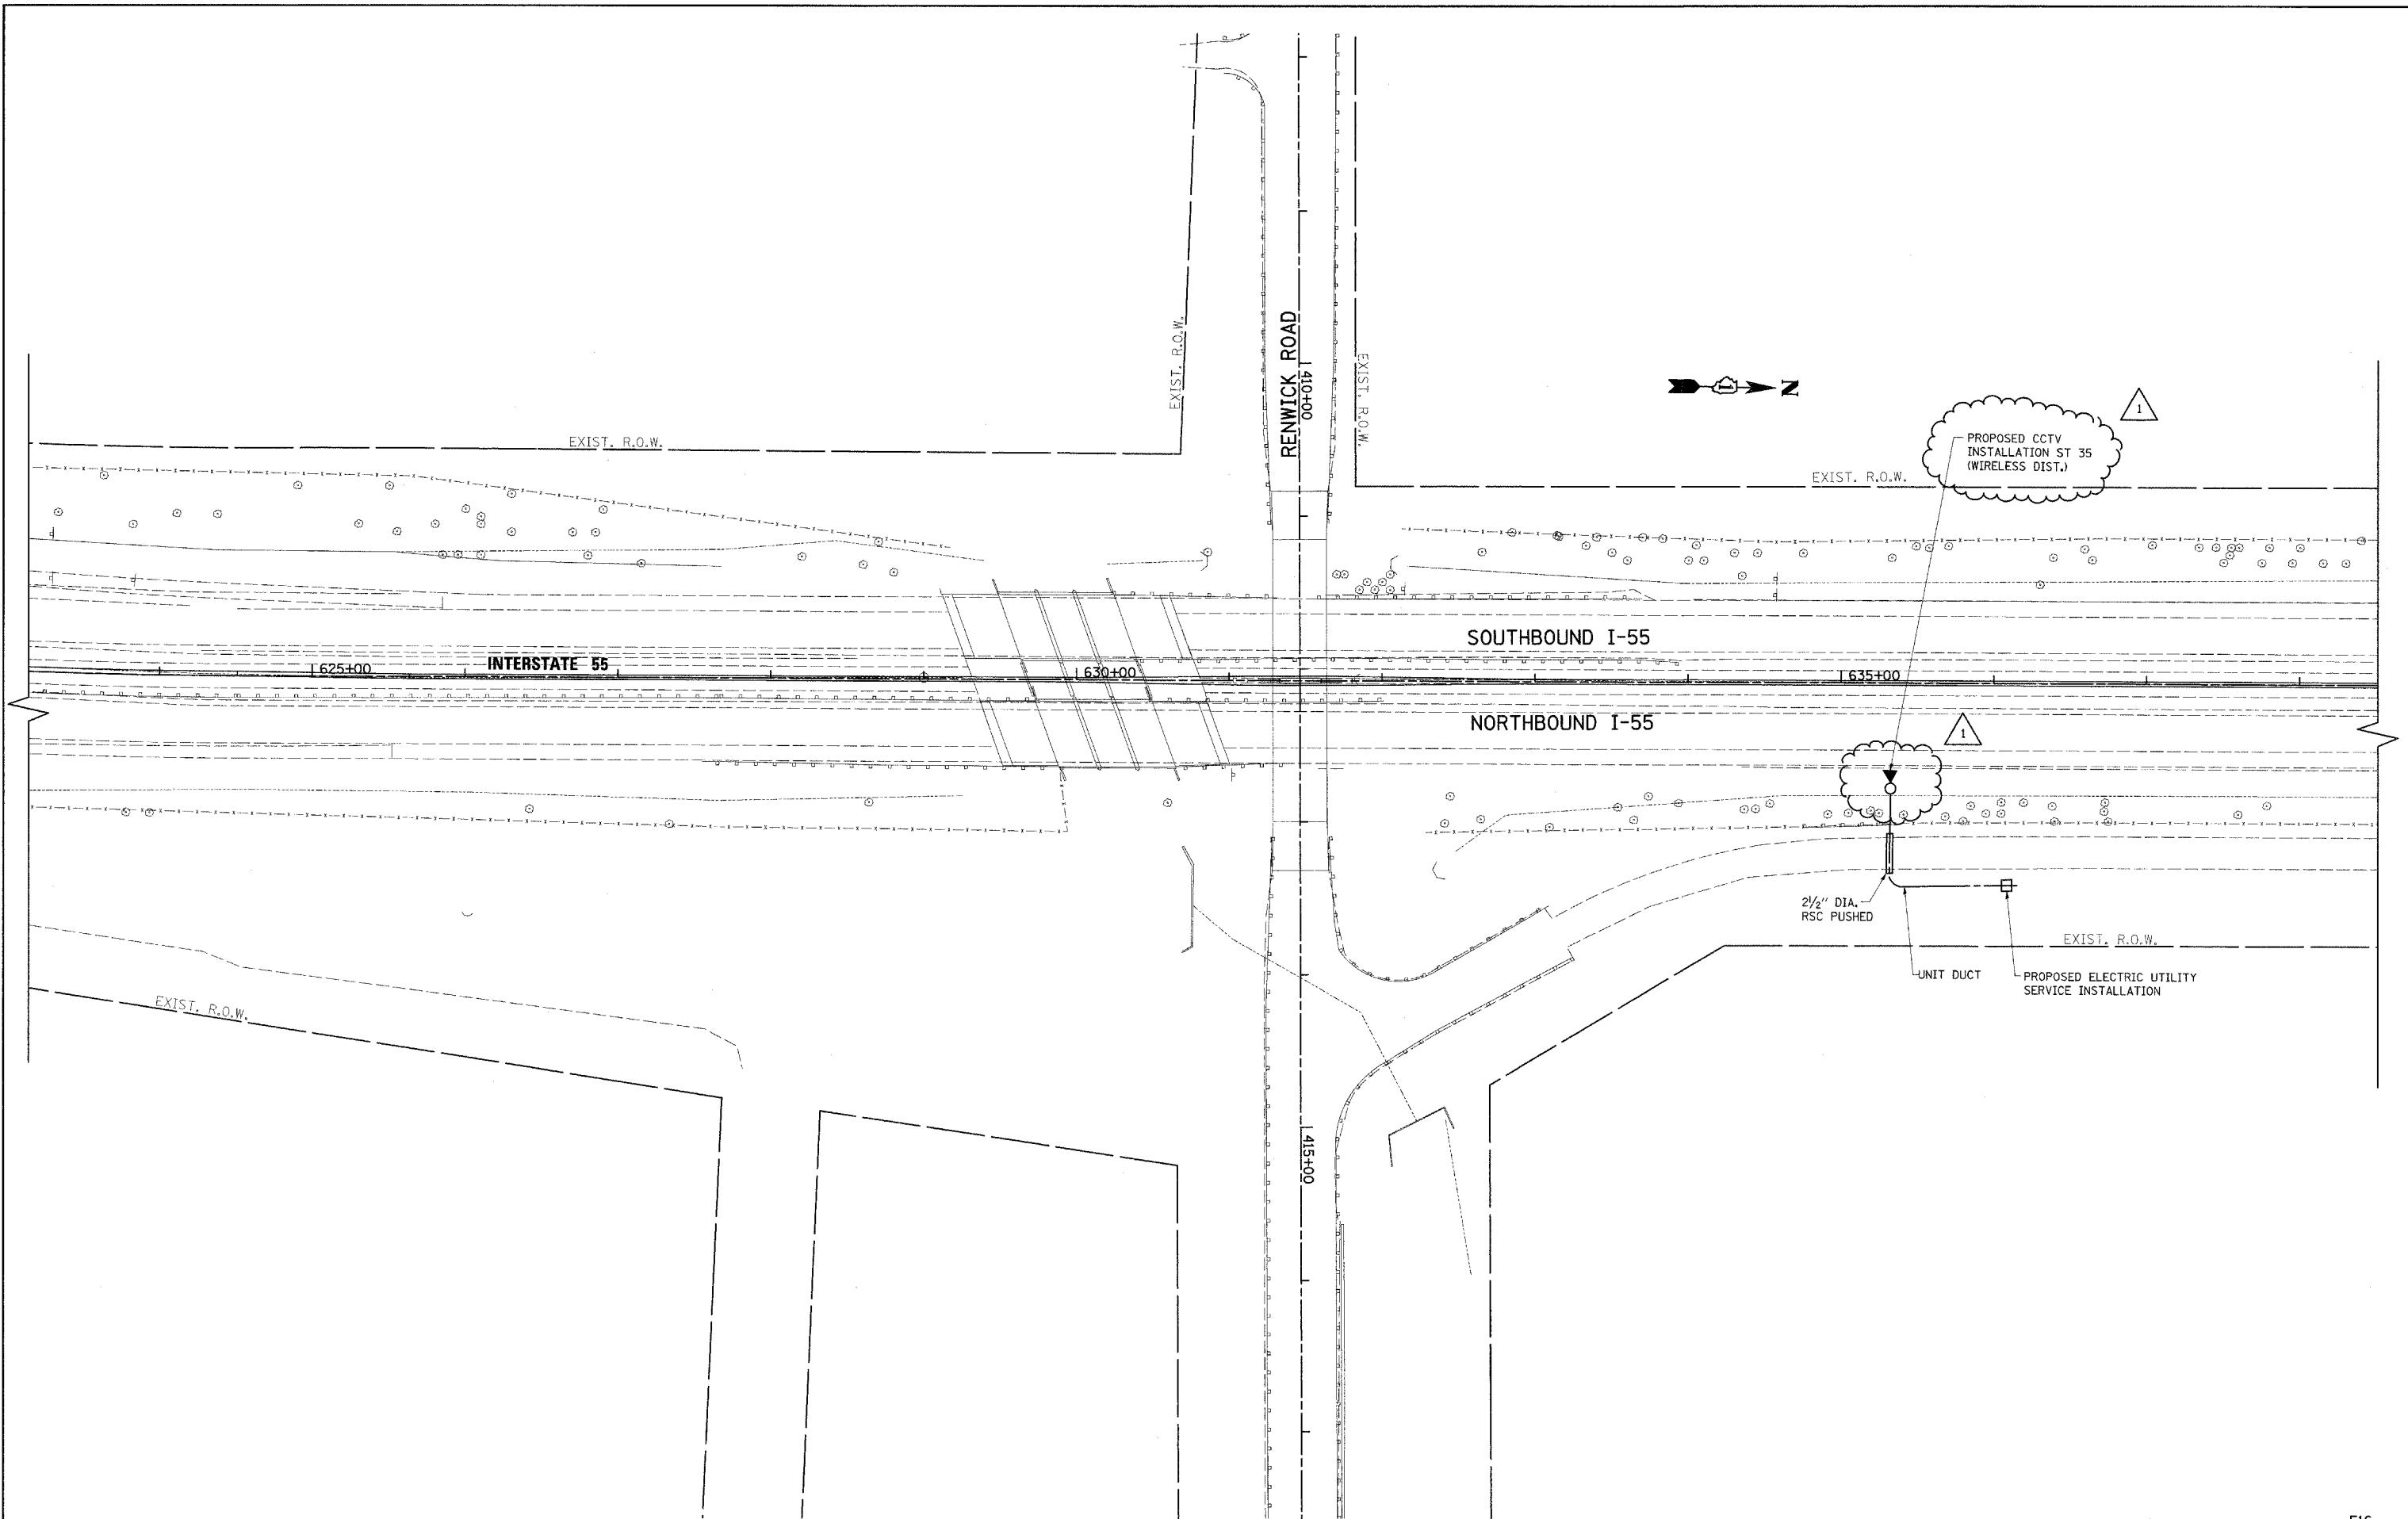 RENWICK ROAD
410+00
EXIST. R.O.W.
EXIST. R.O.W.
N
1
PROPOSED CCTV
INSTALLATION ST 35
(WIRELESS DIST.)
EXIST. R.O.W.
EXIST. R.O.W.
SOUTHBOUND I-55
625+00
INTERSTATE 55
630+00
635+00
NORTHBOUND I-55
1
2½" DIA.
RSC PUSHED
EXIST. R.O.W.
UNIT DUCT
PROPOSED ELECTRIC UTILITY
SERVICE INSTALLATION
EXIST. R.O.W.
415+00